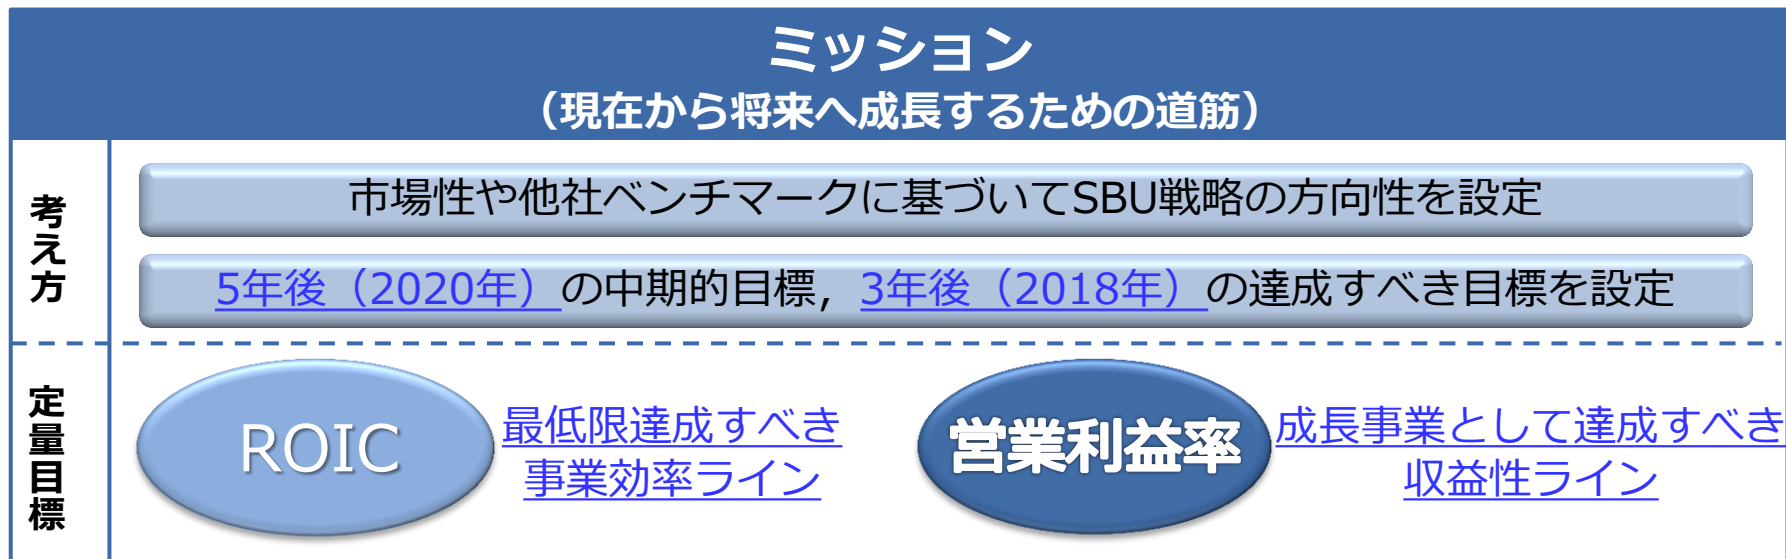 ミッション
（現在から将来へ成長するための道筋）
考え方
市場性や他社ベンチマークに基づいてSBU戦略の方向性を設定
5年後（2020年）の中期的目標，3年後（2018年）の達成すべき目標を設定
定量目標
ROIC
最低限達成すべき
事業効率ライン
営業利益率
成長事業として達成すべき
収益性ライン